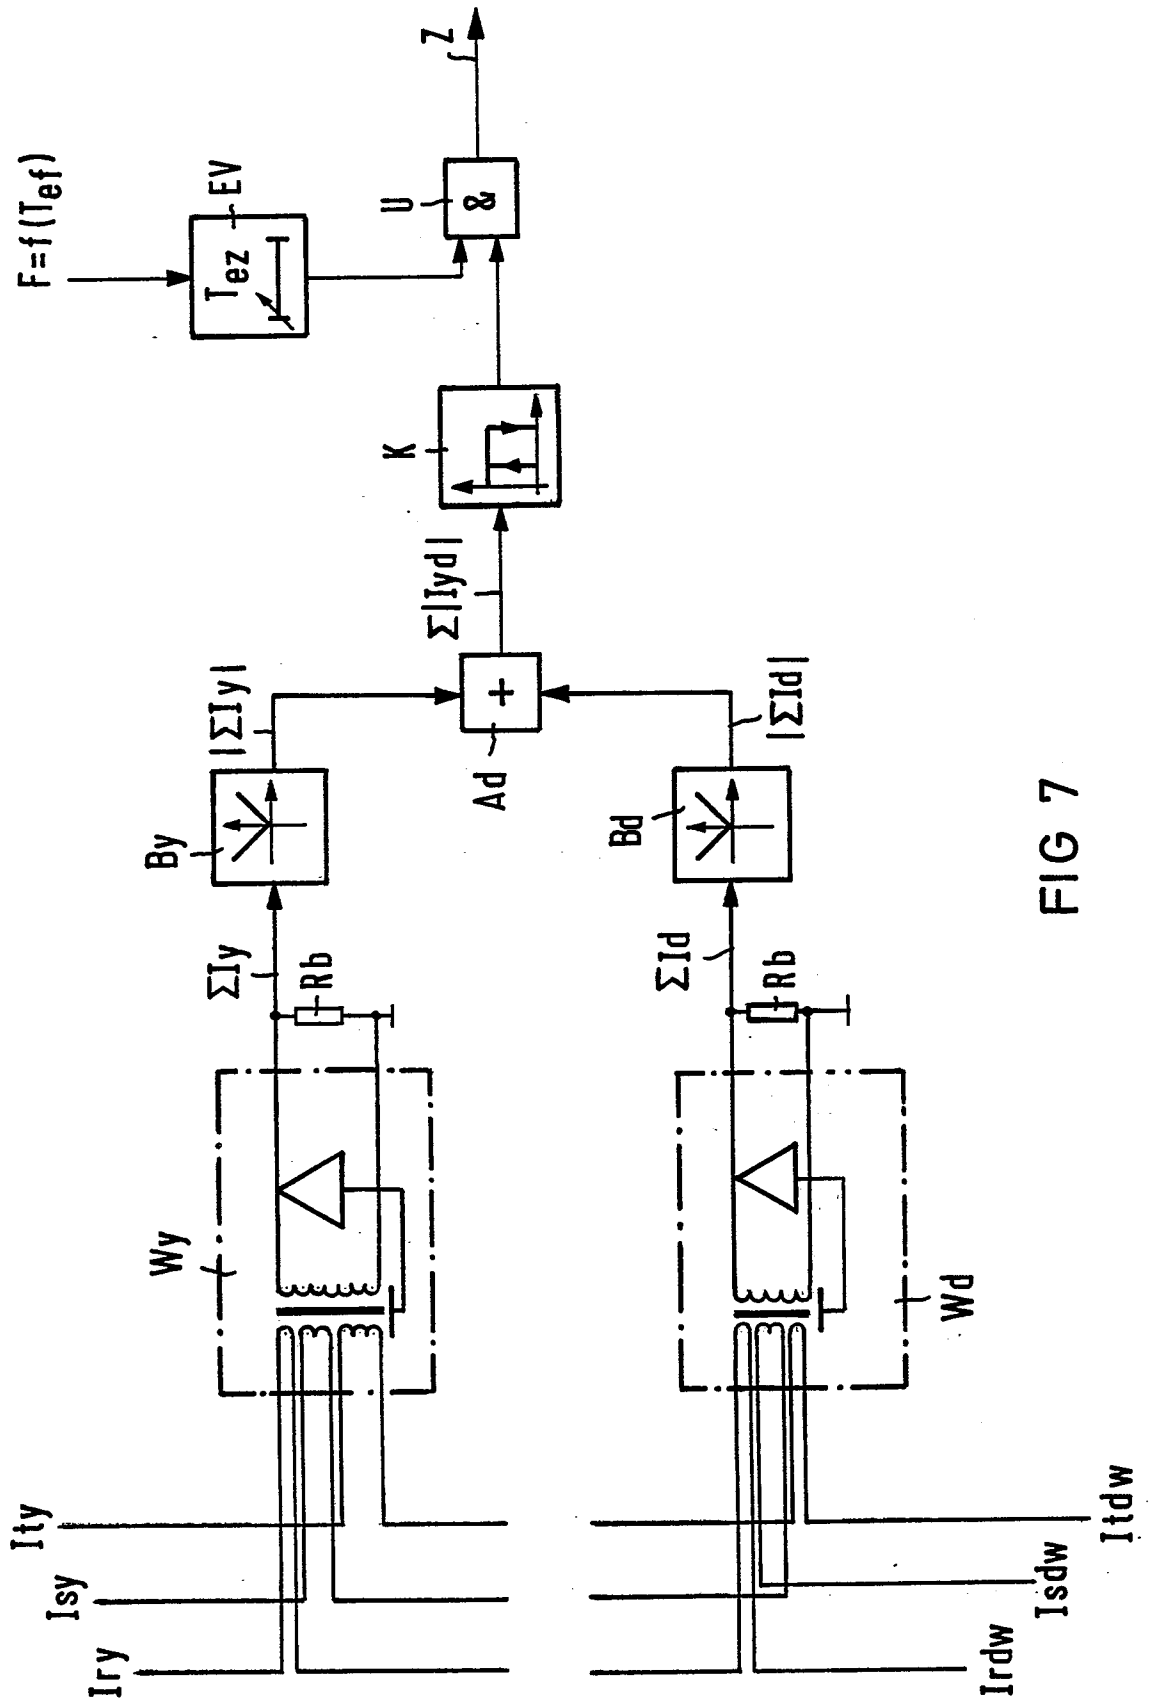 Iry
Isy
Ity
Wy
ΣIy
Rb
By
|ΣIy|
F=f(Tef)
Tez
EV
U
&
Z
K
Σ|Iyd|
Ad
+
|ΣId|
Bd
ΣId
Rb
Wd
Irdw
Isdw
Itdw
FIG 7